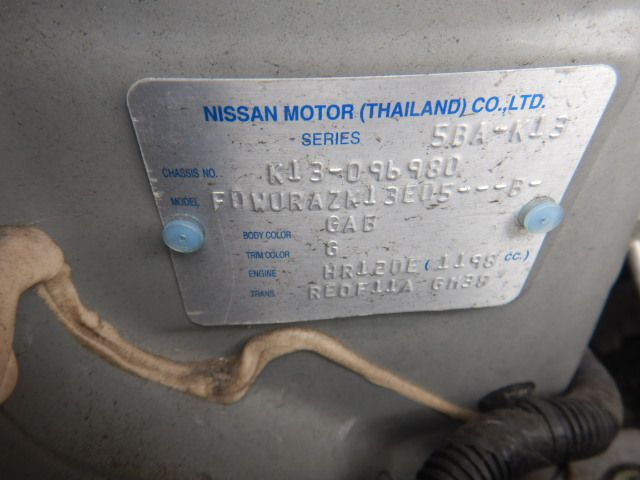 NISSAN MOTOR (THAILAND) CO.,LTD.
SERIES 5BA-K13
CHASSIS NO. K13-096980
MODEL FDWURAZK13EU5---B-
BODY COLOR GAB
TRIM COLOR G
ENGINE HR12DE ( 1198 CC.)
TRANS. RE0F11A GH38